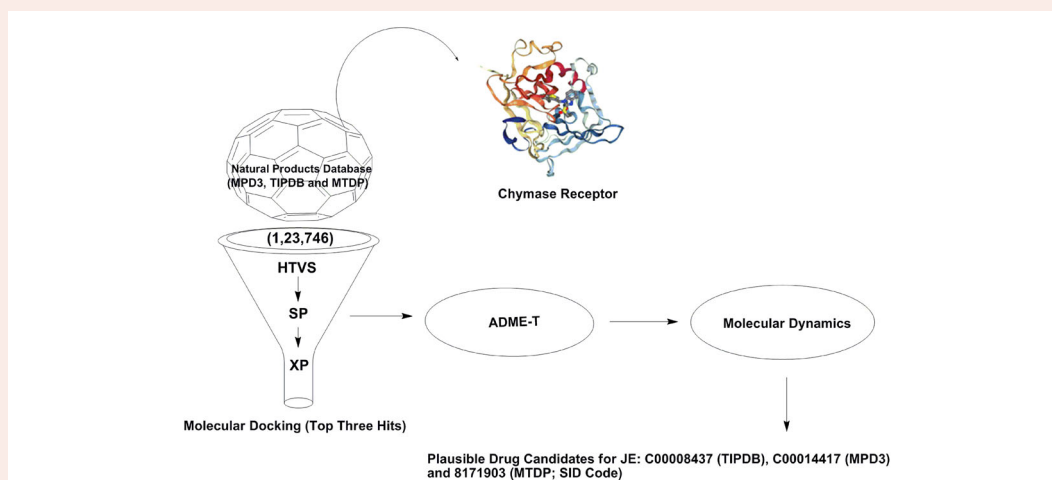 Natural Products Database
(MPD3, TIPDB and MTDP)
Chymase Receptor
(1,23,746)
HTVS
SP
XP
ADME-T
Molecular Dynamics
Molecular Docking (Top Three Hits)
Plausible Drug Candidates for JE: C00008437 (TIPDB), C00014417 (MPD3)
and 8171903 (MTDP; SID Code)